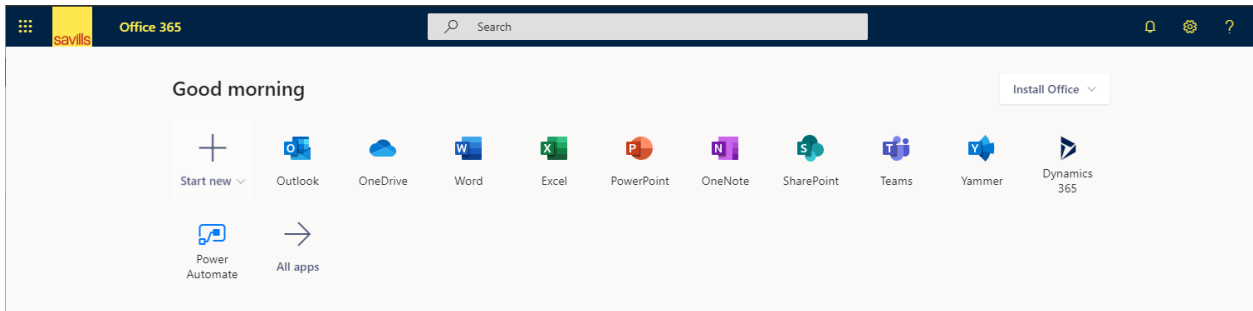 savills
Office 365
Search
?
Good morning
Install Office
Start new
Outlook
OneDrive
Word
Excel
PowerPoint
OneNote
SharePoint
Teams
Yammer
Dynamics
365
Power
Automate
All apps